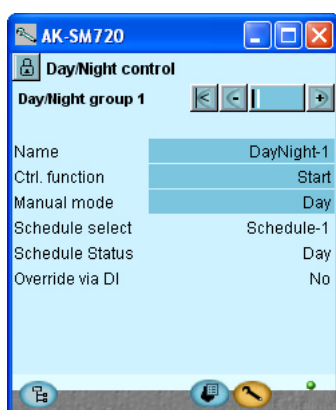 AK-SM720
Day/Night control
Day/Night group 1
Name DayNight-1
Ctrl. function Start
Manual mode Day
Schedule select Schedule-1
Schedule Status Day
Override via DI No